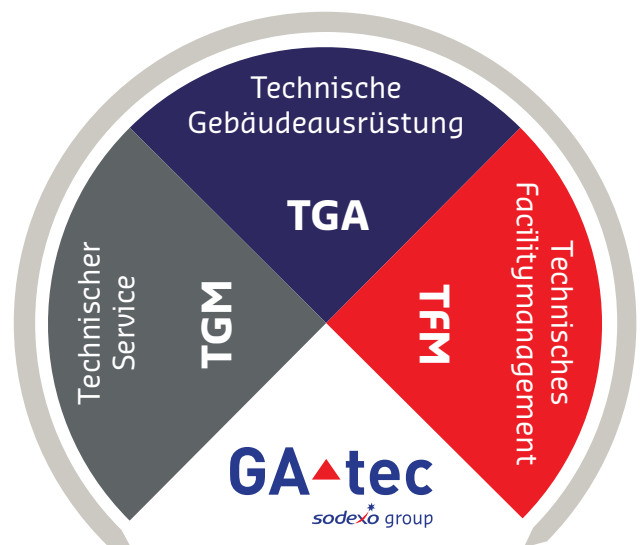 Technische
Gebäudeausrüstung
TGA
Technischer
Service
TGM
Technisches
Facilitymanagement
TFM
GA tec
sodexo group